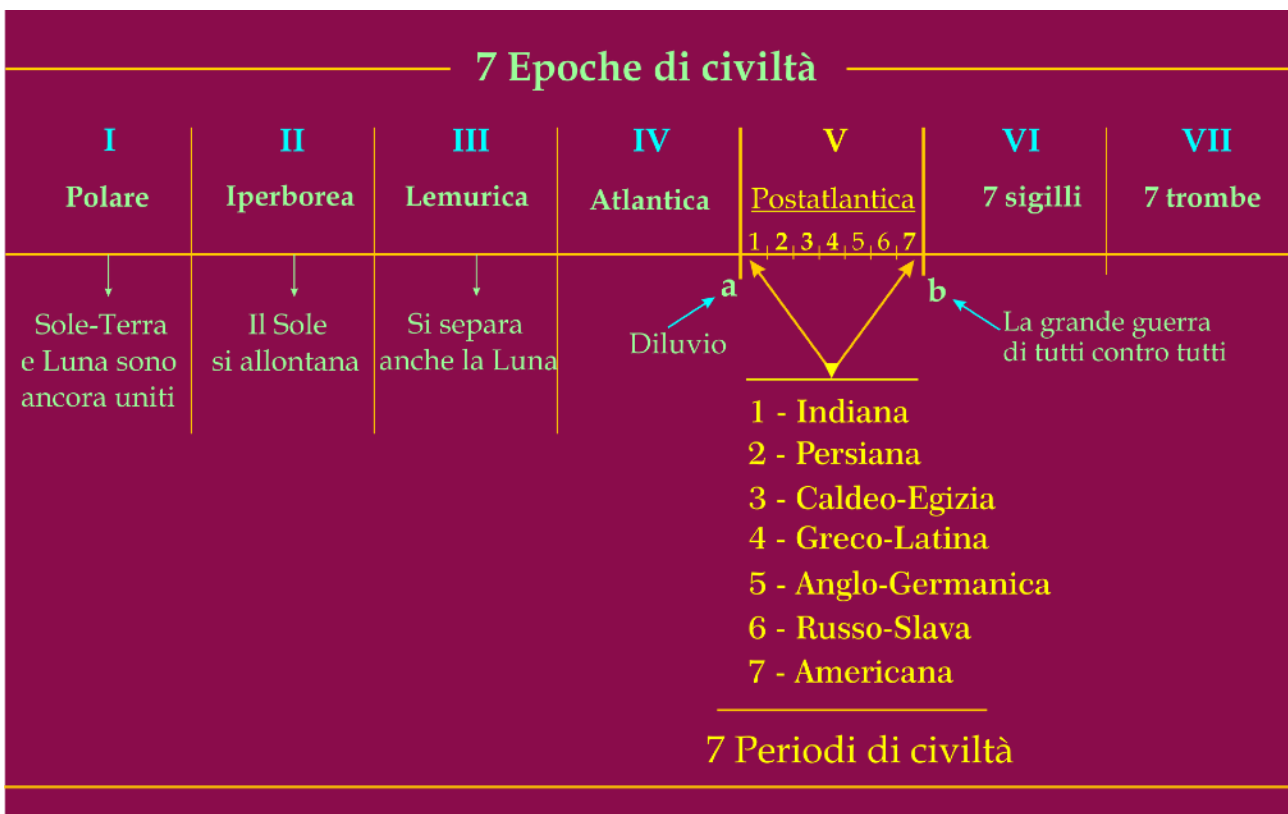 7 Epoche di civiltà
I II III IV V VI VII
Polare Iperborea Lemurica Atlantica Postatlantica 7 sigilli 7 trombe
1 2 3 4 5 6 7
a b
Sole-Terra
e Luna sono
ancora uniti
Il Sole
si allontana
Si separa
anche la Luna
Diluvio
La grande guerra
di tutti contro tutti
1 - Indiana
2 - Persiana
3 - Caldeo-Egizia
4 - Greco-Latina
5 - Anglo-Germanica
6 - Russo-Slava
7 - Americana
7 Periodi di civiltà